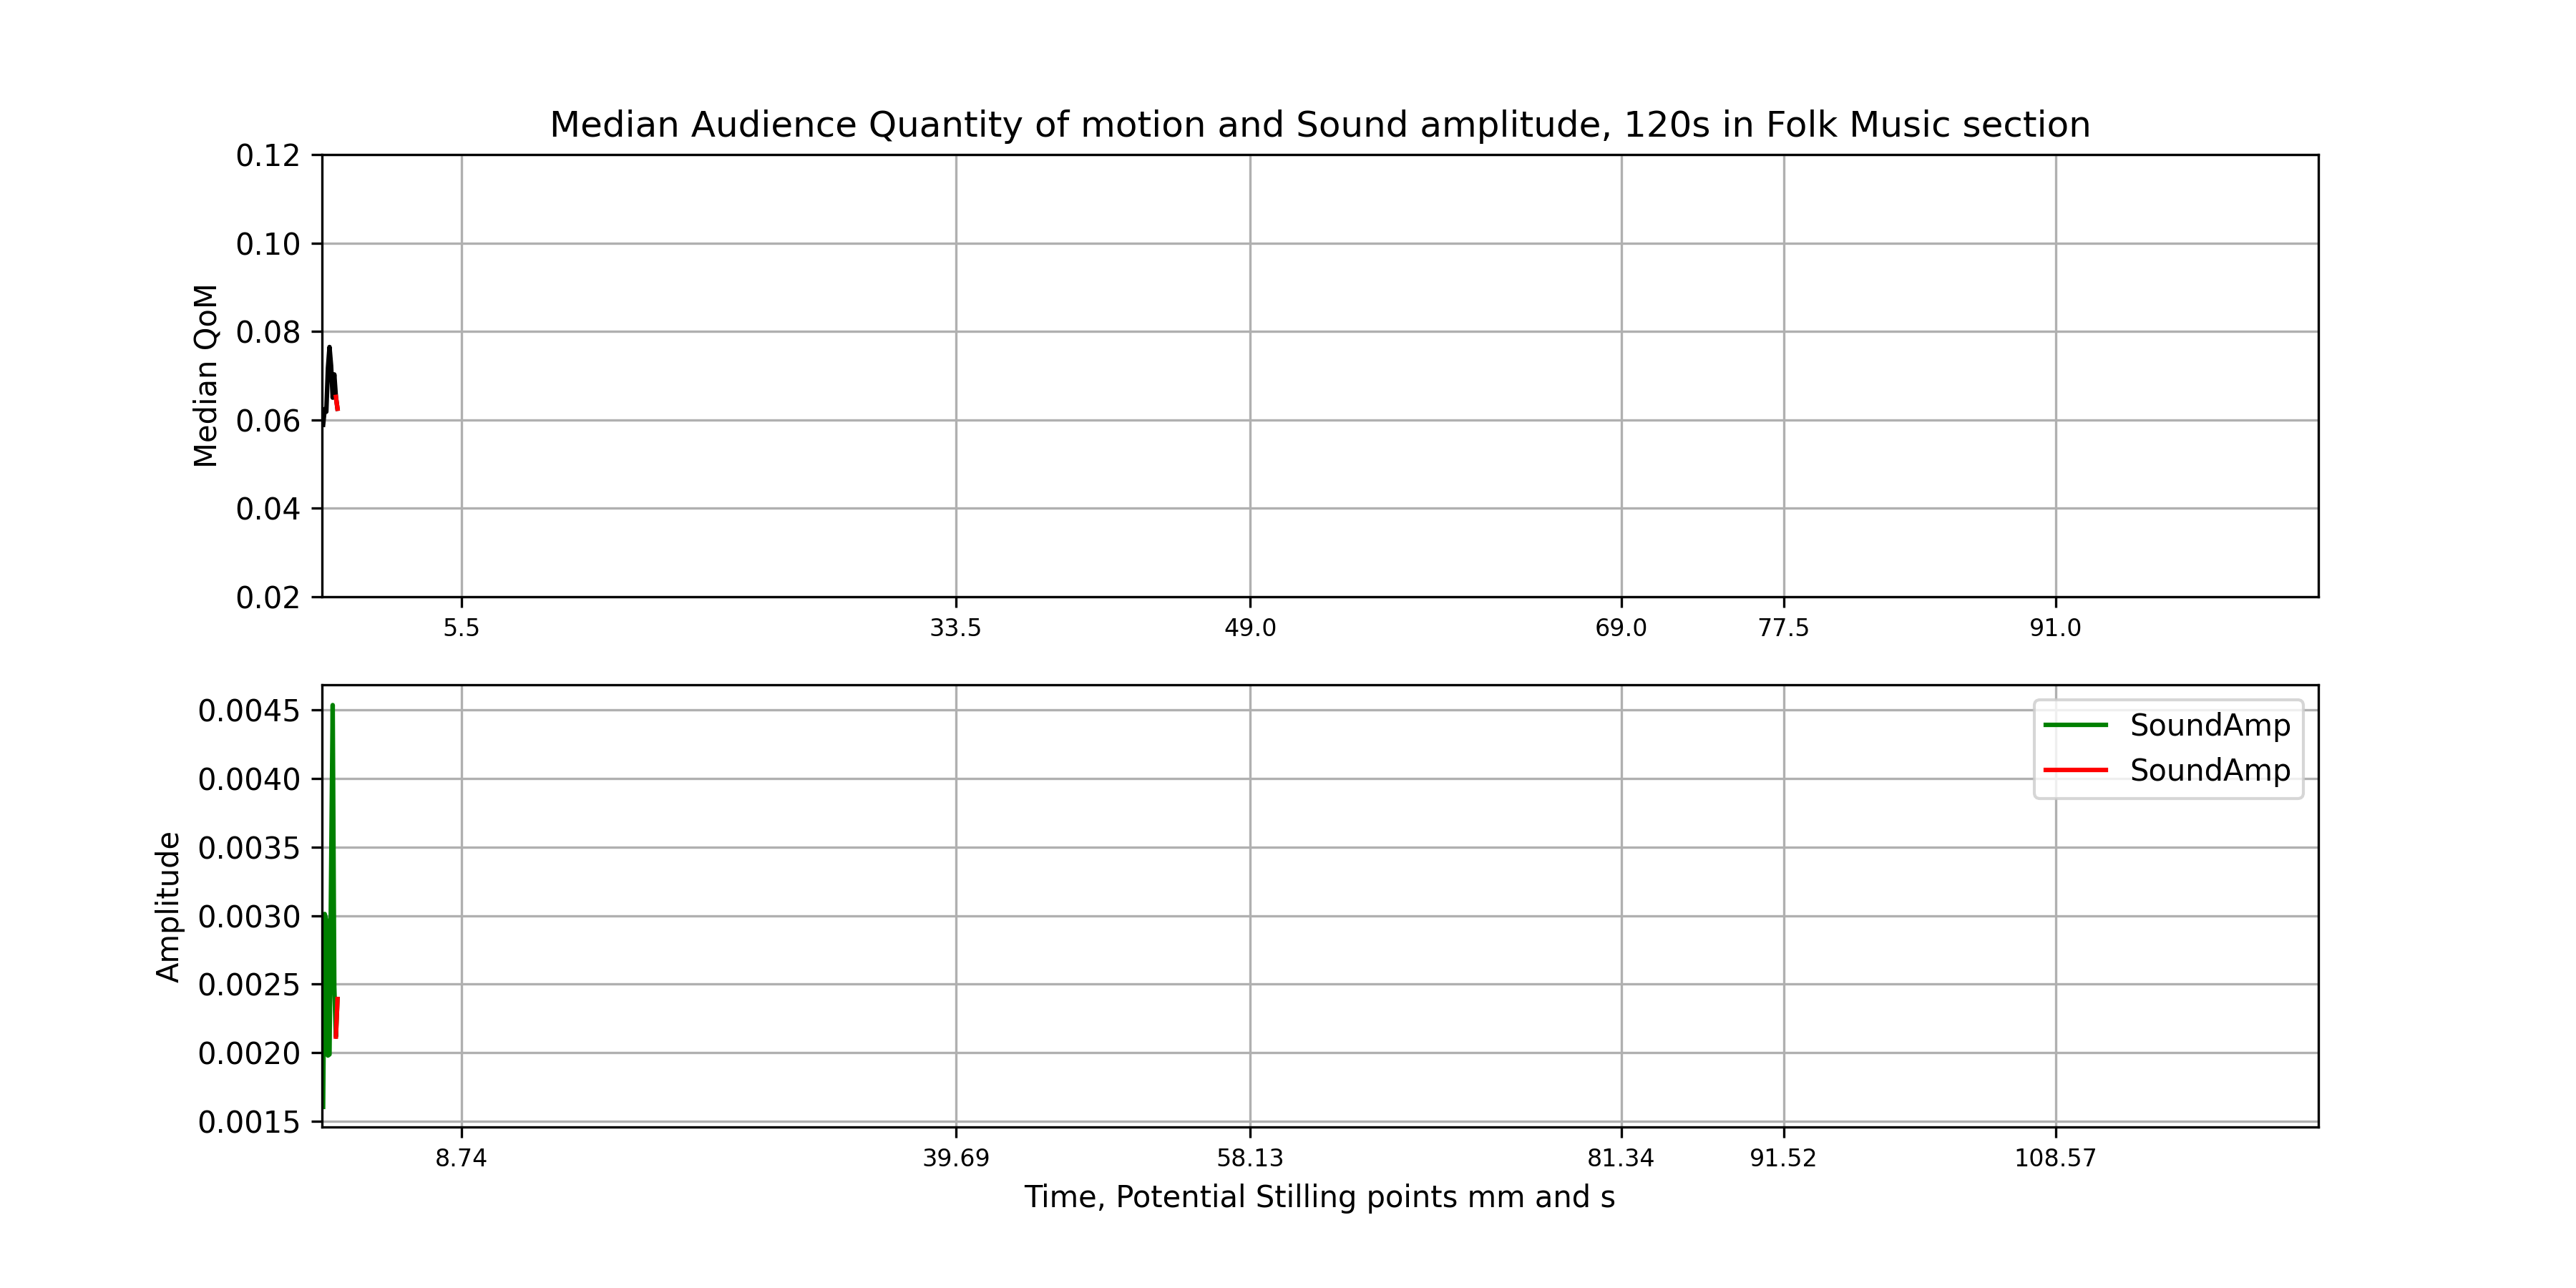 Median Audience Quantity of motion and Sound amplitude, 120s in Folk Music section
0.12
0.10
0.08
0.06
0.04
0.02
Median QoM
5.5 33.5 49.0 69.0 77.5 91.0
0.0045
0.0040
0.0035
0.0030
0.0025
0.0020
0.0015
Amplitude
SoundAmp
SoundAmp
8.74 39.69 58.13 81.34 91.52 108.57
Time, Potential Stilling points mm and s